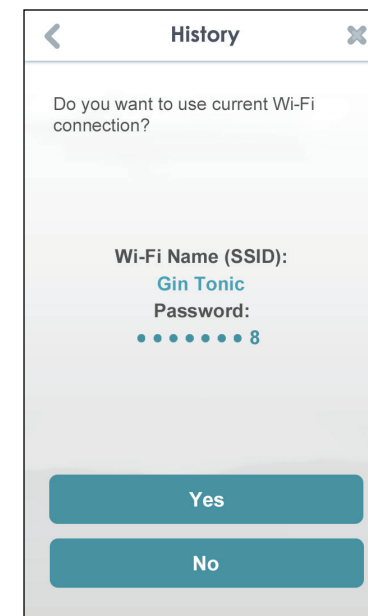 History
Do you want to use current Wi-Fi
connection?
Wi-Fi Name (SSID):
Gin Tonic
Password:
•••••••8
Yes
No